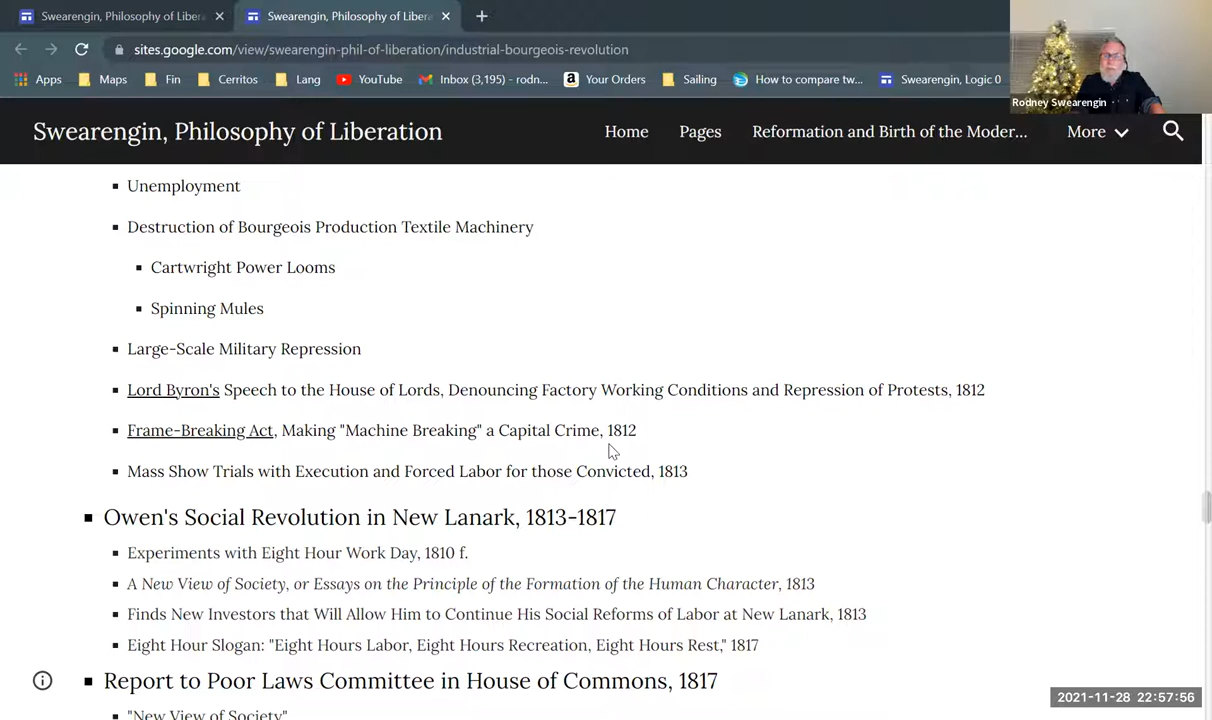 Swearengin, Philosophy of Libera
Swearengin, Philosophy of Libera
sites.google.com/view/swearengin-phil-of-liberation/industrial-bourgeois-revolution
Apps Maps Fin Cerritos Lang YouTube Inbox (3,195) - rodn... Your Orders Sailing How to compare tw... Swearengin, Logic 0
Rodney Swearengin
Swearengin, Philosophy of Liberation Home Pages Reformation and Birth of the Moder... More
Unemployment
Destruction of Bourgeois Production Textile Machinery
Cartwright Power Looms
Spinning Mules
Large-Scale Military Repression
Lord Byron's Speech to the House of Lords, Denouncing Factory Working Conditions and Repression of Protests, 1812
Frame-Breaking Act, Making "Machine Breaking" a Capital Crime, 1812
Mass Show Trials with Execution and Forced Labor for those Convicted, 1813
Owen's Social Revolution in New Lanark, 1813-1817
Experiments with Eight Hour Work Day, 1810 f.
A New View of Society, or Essays on the Principle of the Formation of the Human Character, 1813
Finds New Investors that Will Allow Him to Continue His Social Reforms of Labor at New Lanark, 1813
Eight Hour Slogan: "Eight Hours Labor, Eight Hours Recreation, Eight Hours Rest," 1817
Report to Poor Laws Committee in House of Commons, 1817
"New View of Society"
2021-11-28 22:57:56